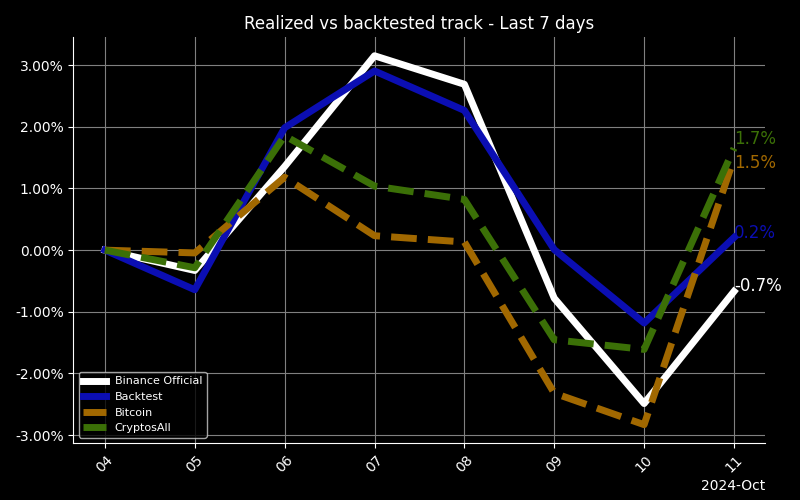 Realized vs backtested track - Last 7 days
3.00%
2.00%
1.00%
0.00%
-1.00%
-2.00%
-3.00%
1.7%
1.5%
0.2%
-0.7%
Binance Official
Backtest
Bitcoin
CryptosAll
04 05 06 07 08 09 10 11
2024-Oct